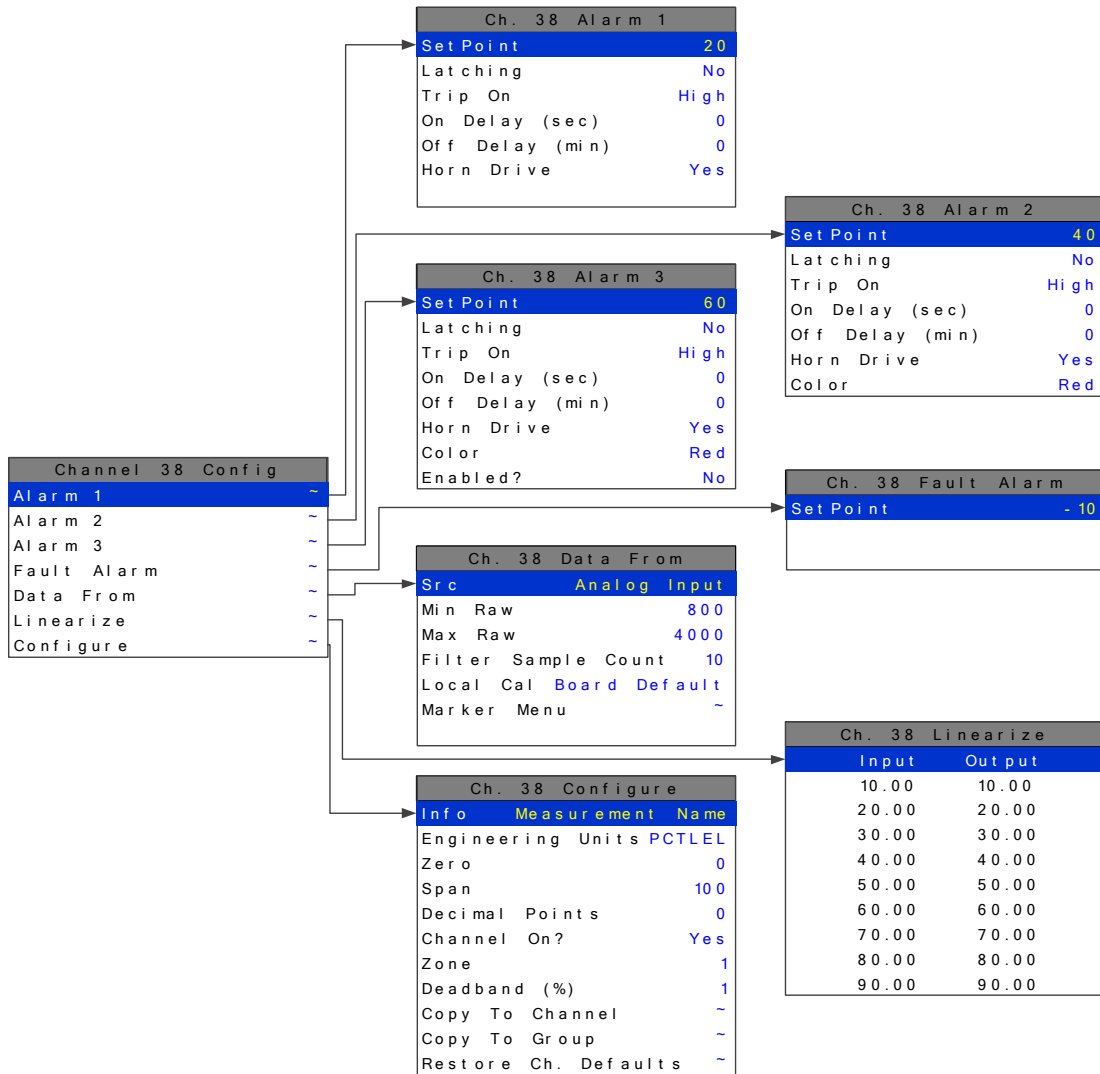 Ch. 38 Alarm 1
SetPoint 20
Latching No
Trip On High
On Delay (sec) 0
Off Delay (min) 0
Horn Drive Yes
Ch. 38 Alarm 2
SetPoint 40
Latching No
Trip On High
On Delay (sec) 0
Off Delay (min) 0
Horn Drive Yes
Color Red
Ch. 38 Alarm 3
SetPoint 60
Latching No
Trip On High
On Delay (sec) 0
Off Delay (min) 0
Horn Drive Yes
Color Red
Enabled? No
Channel 38 Config
Alarm 1 ~
Alarm 2 ~
Alarm 3 ~
Fault Alarm ~
Data From ~
Linearize ~
Configure ~
Ch. 38 Fault Alarm
SetPoint -10
Ch. 38 Data From
Src Analog Input
Min Raw 800
Max Raw 4000
Filter Sample Count 10
Local Cal Board Default
Marker Menu ~
Ch. 38 Linearize
Input Output
10.00 10.00
20.00 20.00
30.00 30.00
40.00 40.00
50.00 50.00
60.00 60.00
70.00 70.00
80.00 80.00
90.00 90.00
Ch. 38 Configure
Info Measurement Name
Engineering Units PCTLEL
Zero 0
Span 100
Decimal Points 0
Channel On? Yes
Zone 1
Deadband (%) 1
Copy To Channel ~
Copy To Group ~
Restore Ch. Defaults ~